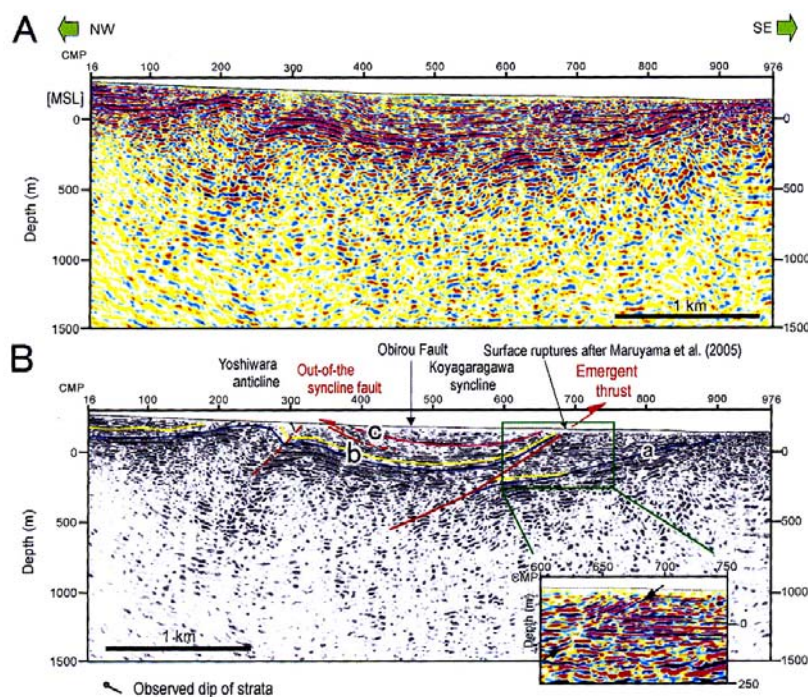 A
NW
SE
CMP
16 100 200 300 400 500 600 700 800 900 976
[MSL]
0
0
500
500
1000
1000
1500
1500
Depth (m)
1 km
B
Obirou Fault
Surface ruptures after Maruyama et al. (2005)
Yoshiwara
anticline
Out-of-the
syncline fault
Koyagaragawa
syncline
Emergent
thrust
CMP
16 100 200 300 400 500 600 700 800 900 976
0
0
500
500
1000
1000
1500
1500
Depth (m)
a
b
c
1 km
CMP
600 650 700 750
Depth (m)
0
250
Observed dip of strata